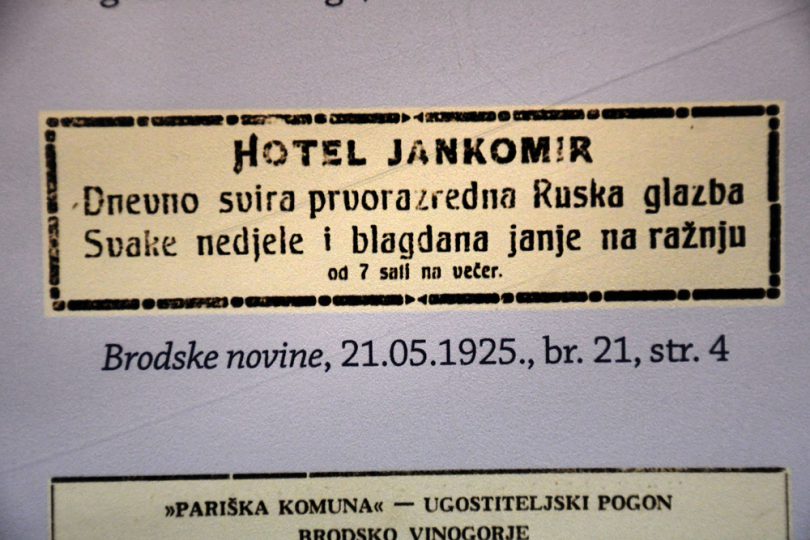 HOTEL JANKOMIR
Dnevno svira prvorazredna Ruska glazba
Svake nedjele i blagdana janje na ražnju
od 7 sati na večer.
Brodske novine, 21.05.1925., br. 21, str. 4
»PARIŠKA KOMUNA« — UGOSTITELJSKI POGON
BRODSKO VINOGORJE